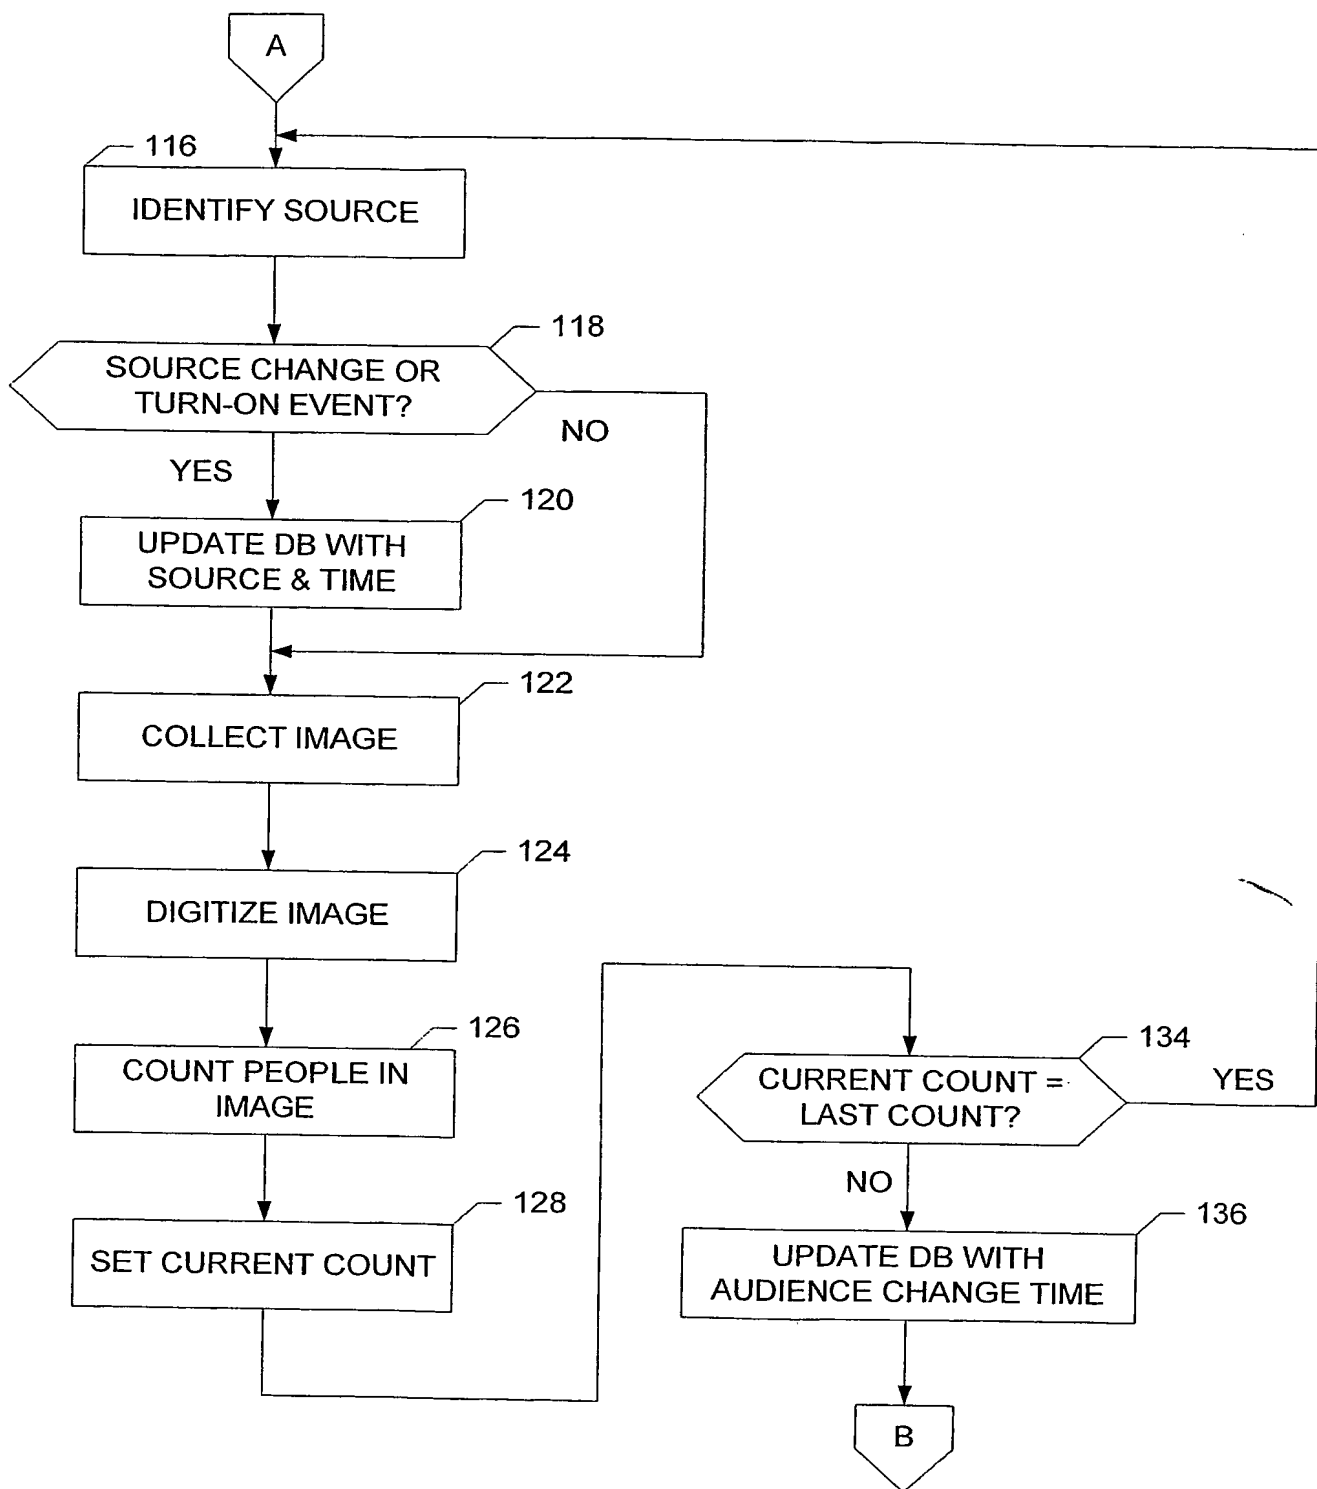 A
116
IDENTIFY SOURCE
118
SOURCE CHANGE OR
TURN-ON EVENT?
NO
YES
120
UPDATE DB WITH
SOURCE & TIME
122
COLLECT IMAGE
124
DIGITIZE IMAGE
126
COUNT PEOPLE IN
IMAGE
128
SET CURRENT COUNT
134
CURRENT COUNT =
LAST COUNT?
YES
NO
136
UPDATE DB WITH
AUDIENCE CHANGE TIME
B